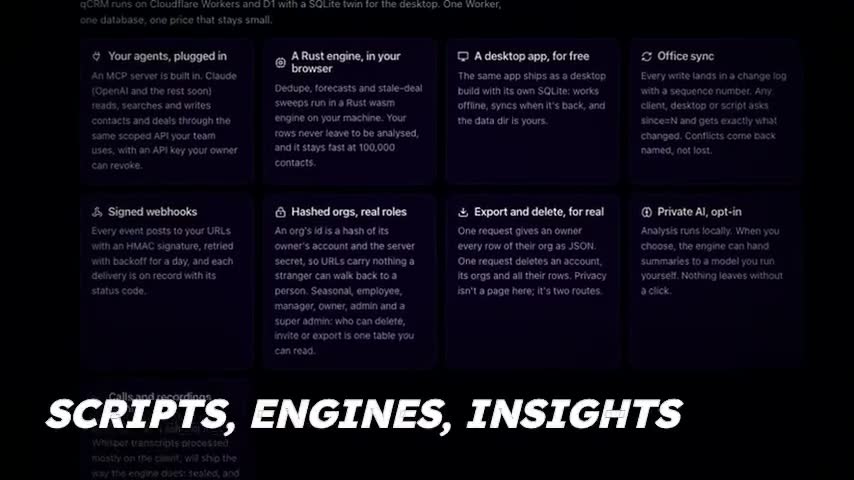 qCRM runs on Cloudflare Workers and D1 with a SQLite twin for the desktop. One Worker,
one database, one price that stays small.
Your agents, plugged in
An MCP server is built in. Claude
(OpenAI and the rest soon)
reads, searches and writes
contacts and deals through the
same scoped API your team
uses, with an API key your owner
can revoke.
A Rust engine, in your
browser
Dedupe, forecasts and stale-deal
sweeps run in a Rust wasm
engine on your machine. Your
rows never leave to be analysed,
and it stays fast at 100,000
contacts.
A desktop app, for free
The same app ships as a desktop
build with its own SQLite: works
offline, syncs when it's back, and
the data dir is yours.
Office sync
Every write lands in a change log
with a sequence number. Any
client, desktop or script asks
since=N and gets exactly what
changed. Conflicts come back
named, not lost.
Signed webhooks
Every event posts to your URLs
with an HMAC signature, retried
with backoff for a day, and each
delivery is on record with its
status code.
Hashed orgs, real roles
An org's id is a hash of its
owner's account and the server
secret, so URLs carry nothing a
stranger can walk back to a
person. Seasonal, employee,
manager, owner, admin and a
super admin: who can delete,
invite or export is one table you
can read.
Export and delete, for real
One request gives an owner
every row of their org as JSON.
One request deletes an account,
its orgs and all their rows. Privacy
isn't a page here; it's two routes.
Private AI, opt-in
Analysis runs locally. When you
choose, the engine can hand
summaries to a model you run
yourself. Nothing leaves without
a click.
Calls and recordings
SCRIPTS, ENGINES, INSIGHTS
Whisper transcripts processed
mostly on the client, will ship the
way the engine does: sealed, and